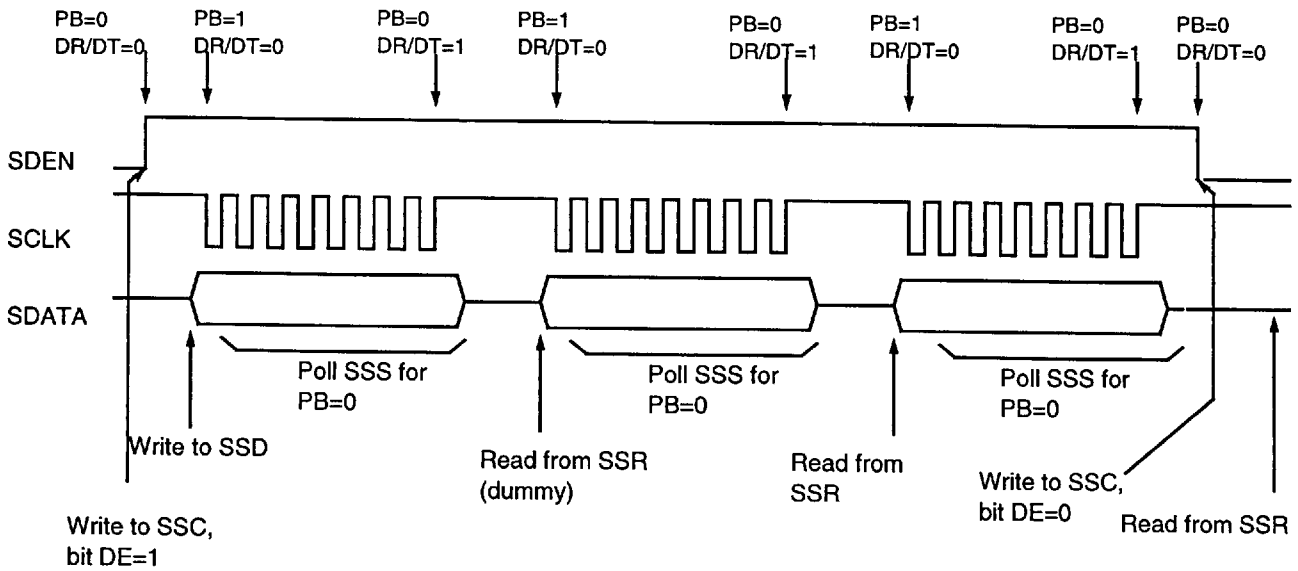 PB=0
DR/DT=0
PB=1
DR/DT=0
PB=0
DR/DT=1
PB=1
DR/DT=0
PB=0
DR/DT=1
PB=1
DR/DT=0
PB=0
DR/DT=1
PB=0
DR/DT=0
SDEN
SCLK
SDATA
Poll SSS for
PB=0
Poll SSS for
PB=0
Poll SSS for
PB=0
Write to SSD
Read from SSR
(dummy)
Read from
SSR
Write to SSC,
bit DE=0
Read from SSR
Write to SSC,
bit DE=1